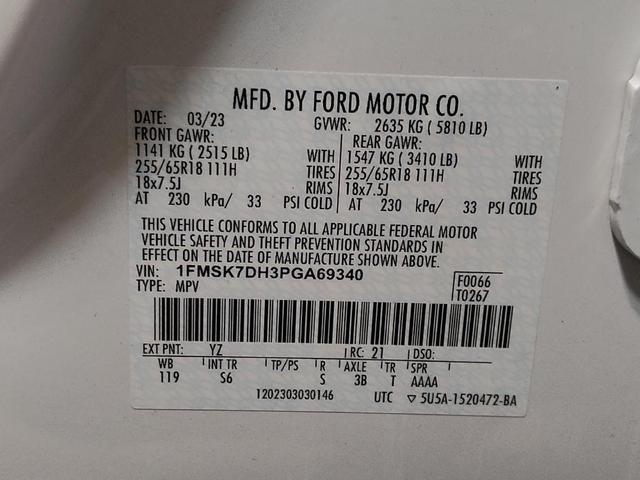 MFD. BY FORD MOTOR CO.
DATE: 03/23 GVWR: 2635 KG ( 5810 LB)
FRONT GAWR: REAR GAWR:
1141 KG ( 2515 LB) WITH 1547 KG ( 3410 LB) WITH
255/65R18 111H TIRES 255/65R18 111H TIRES
18x7.5J RIMS 18x7.5J RIMS
AT 230 kPa/ 33 PSI COLD AT 230 kPa/ 33 PSI COLD
THIS VEHICLE CONFORMS TO ALL APPLICABLE FEDERAL MOTOR
VEHICLE SAFETY AND THEFT PREVENTION STANDARDS IN
EFFECT ON THE DATE OF MANUFACTURE SHOWN ABOVE.
VIN: 1FMSK7DH3PGA69340 F0066
TYPE: MPV T0267
EXT PNT: YZ RC: 21 DSO:
WB INT TR TP/PS R AXLE TR SPR
119 S6 S 3B T AAAA
1202303030146 UTC ▽ 5U5A-1520472-BA